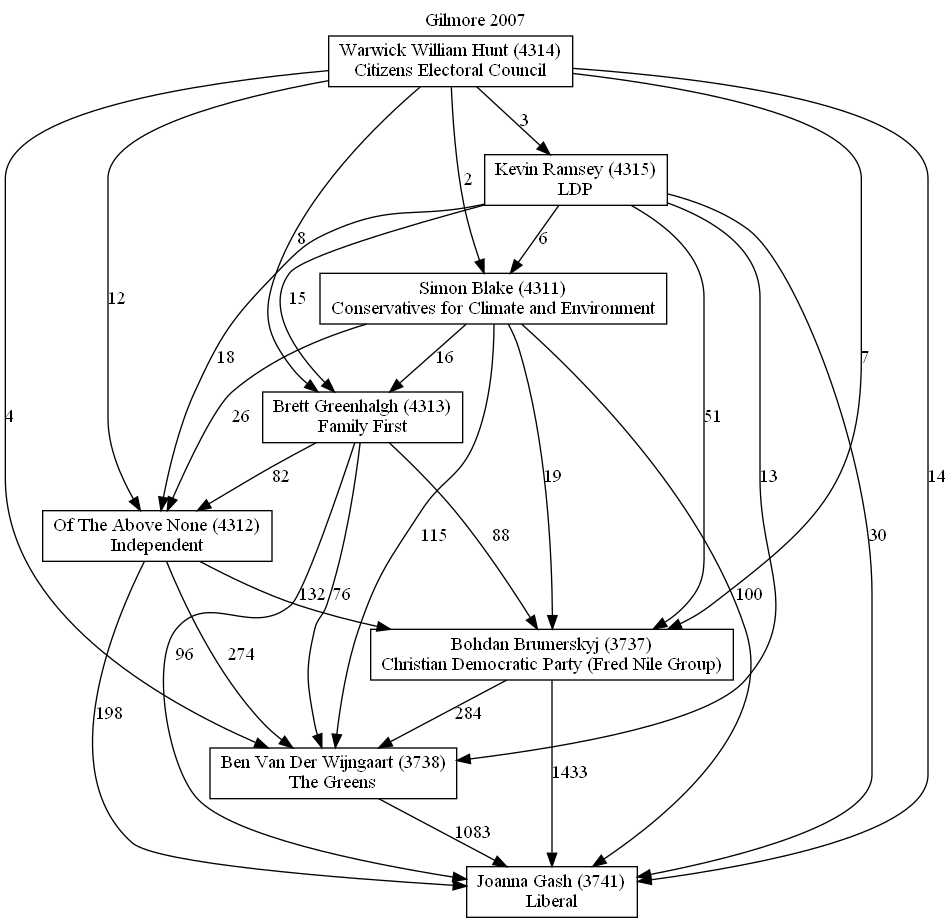 Gilmore 2007
Warwick William Hunt (4314)
Citizens Electoral Council
3
Kevin Ramsey (4315)
LDP
2
8
6
Simon Blake (4311)
Conservatives for Climate and Environment
12
15
18
7
16
Brett Greenhalgh (4313)
Family First
4
26
51
82
19
13
14
Of The Above None (4312)
Independent
115
88
30
132
76
100
Bohdan Brumerskyj (3737)
Christian Democratic Party (Fred Nile Group)
96
274
198
284
Ben Van Der Wijngaart (3738)
The Greens
1433
1083
Joanna Gash (3741)
Liberal